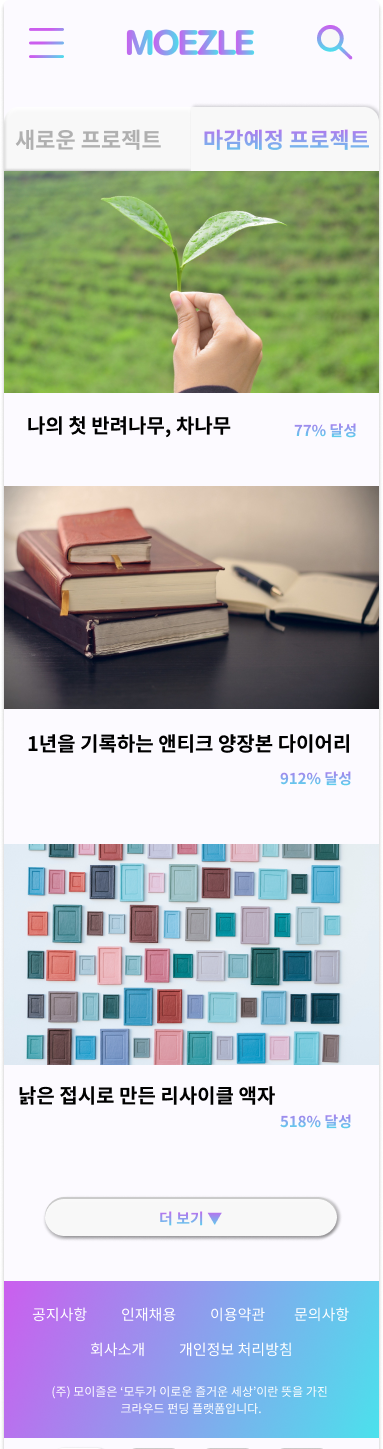 MOEZLE
새로운 프로젝트 마감예정 프로젝트
나의 첫 반려나무, 차나무
77% 달성
1년을 기록하는 앤티크 양장본 다이어리
912% 달성
낡은 접시로 만든 리사이클 액자
518% 달성
더 보기 ▼
공지사항 인재채용 이용약관 문의사항
회사소개 개인정보 처리방침
(주) 모이즐은 ‘모두가 이로운 즐거운 세상’이란 뜻을 가진
크라우드 펀딩 플랫폼입니다.